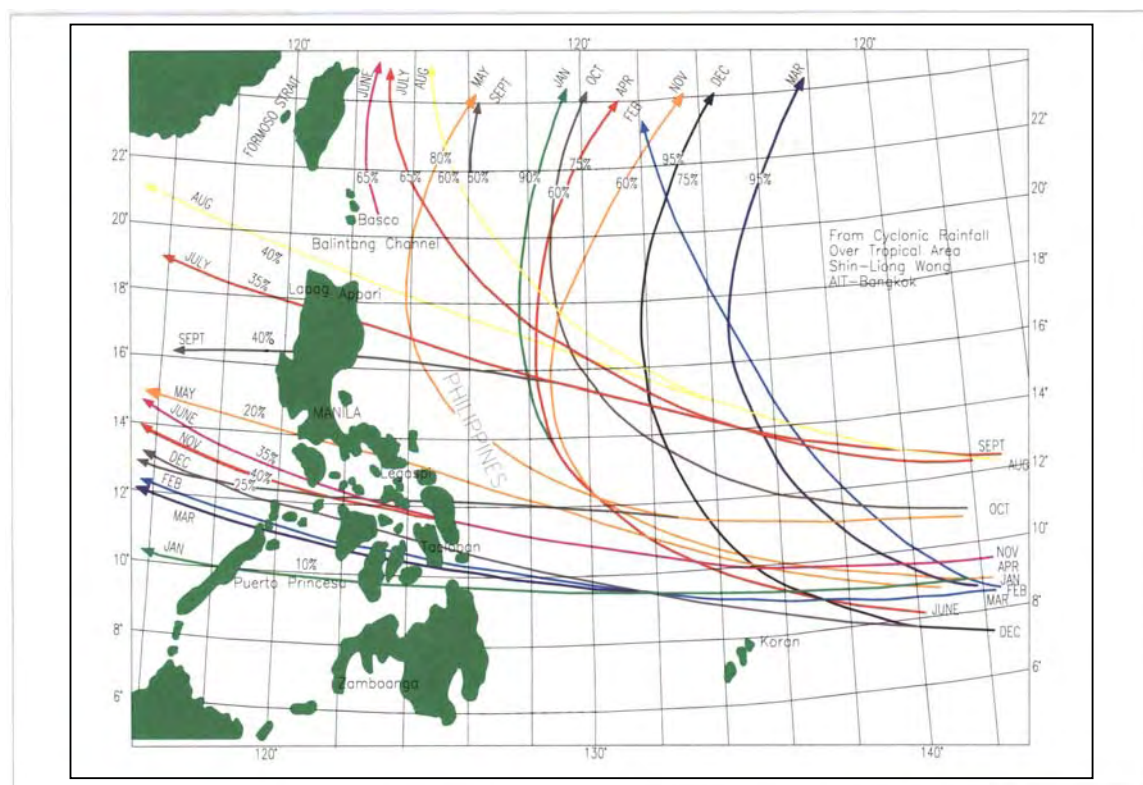 120°
120°
120°
JUNE
JULY
AUG
MAY
SEPT
JAN
OCT
APR
FEB
NOV
DEC
MAR
FORMOSO STRAIT
22°
22°
65%
65%
80%
60%
60%
90%
75%
60%
60%
95%
75%
95%
20°
20°
AUG
Basco
Balintang Channel
From Cyclonic Rainfall
Over Tropical Area
Shin-Liong Wong
AIT-Bangkok
18°
18°
JULY
40%
35%
Laoag
Appari
16°
16°
SEPT
40%
14°
14°
MAY
20%
JUNE
MANILA
PHILIPPINES
35%
NOV
40%
Legaspi
SEPT
AUG
12°
12°
DEC
25%
FEB
MAR
OCT
10°
10°
JAN
10%
Tacloban
Puerto Princesa
NOV
APR
JAN
FEB
MAR
JUNE
8°
8°
DEC
Koran
6°
6°
Zamboanga
120°
130°
140°